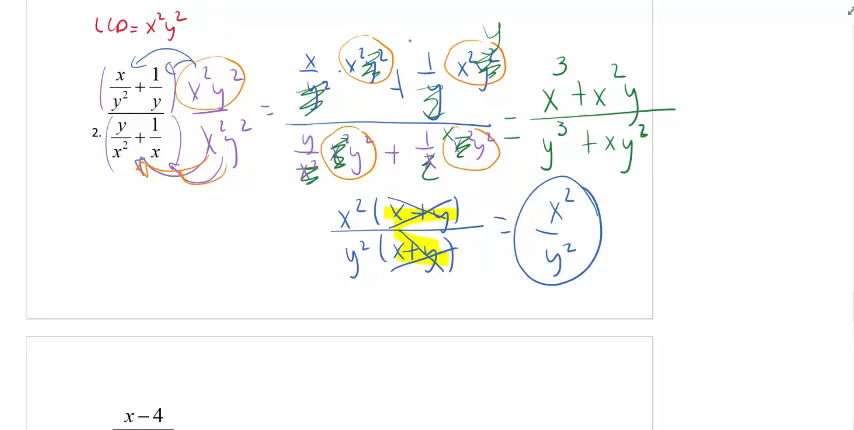 LCD = x²y²
2. ((x/y² + 1/y) x²y²) / ((y/x² + 1/x) x²y²) = (x/y² · x²y² + 1/y x²y² y) / (y/x² x²y² + 1/x x x²y²) = (x³ + x²y) / (y³ + xy²)
x²(x+y) / y²(x+y) = x²/y²
x − 4